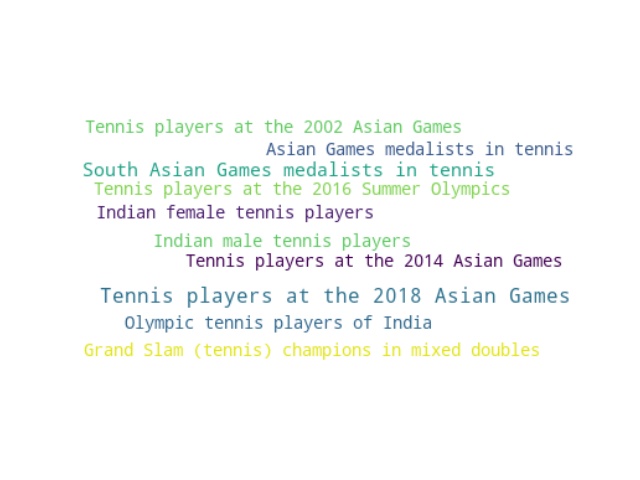 Tennis players at the 2002 Asian Games
Asian Games medalists in tennis
South Asian Games medalists in tennis
Tennis players at the 2016 Summer Olympics
Indian female tennis players
Indian male tennis players
Tennis players at the 2014 Asian Games
Tennis players at the 2018 Asian Games
Olympic tennis players of India
Grand Slam (tennis) champions in mixed doubles